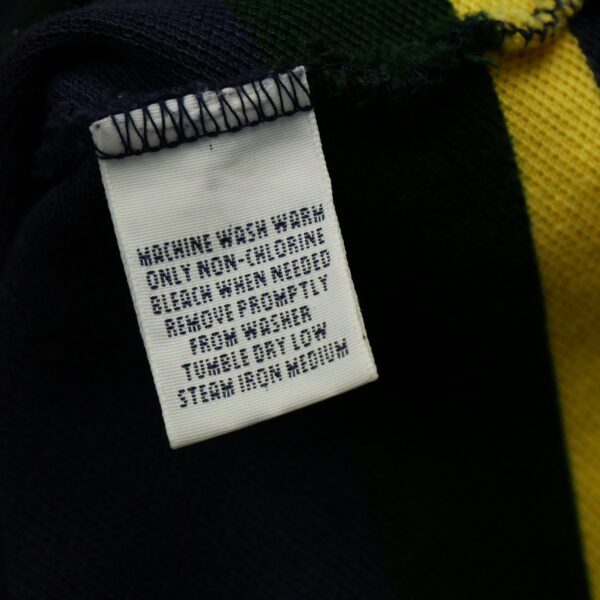 MACHINE WASH WARM
ONLY NON-CHLORINE
BLEACH WHEN NEEDED
REMOVE PROMPTLY
FROM WASHER
TUMBLE DRY LOW
STEAM IRON MEDIUM